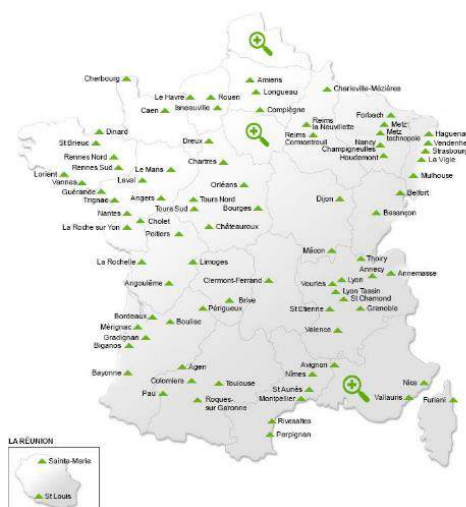 Cherbourg
Amiens
Longueau
Charleville-Mézières
Le Havre
Rouen
Caen
Isneauville
Compiègne
Reims
la Neuvillette
Reims
Cormontreuil
Forbach
Metz
Metz
technopole
Nancy
Champigneulles
Houdemont
Haguenau
Vendenheim
Strasbourg
La Vigie
Dinard
St Brieuc
Dreux
Rennes Nord
Rennes Sud
Le Mans
Chartres
Lorient
Vannes
Laval
Mulhouse
Orléans
Belfort
Guérande
Trignac
Angers
Tours Nord
Tours Sud
Bourges
Dijon
Besançon
Nantes
Cholet
La Roche sur Yon
Poitiers
Châteauroux
Mâcon
Thoiry
La Rochelle
Limoges
Annecy
Annemasse
Angoulême
Clermont-Ferrand
Vourles
Lyon
Lyon Tassin
St Chamond
Brive
Périgueux
St Etienne
Grenoble
Bordeaux
Bouliac
Mérignac
Gradignan
Biganos
Valence
Agen
Avignon
Bayonne
Colomiers
Toulouse
Nîmes
Nice
Pau
Roques-
sur Garonne
St Aunès
Montpellier
Vallauris
Furiani
Rivesaltes
Perpignan
LA RÉUNION
Sainte-Marie
St Louis